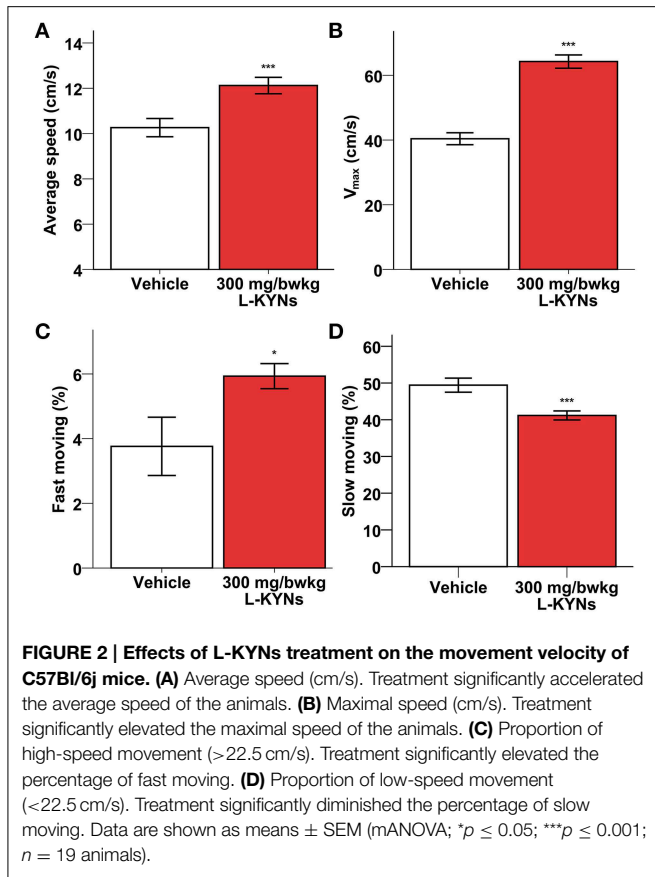 A
B
14
12
10
8
6
4
Average speed (cm/s)
***
Vehicle
300 mg/bwkg
L-KYNs
60
40
20
0
Vmax (cm/s)
***
Vehicle
300 mg/bwkg
L-KYNs
C
D
6
4
2
0
Fast moving (%)
*
Vehicle
300 mg/bwkg
L-KYNs
60
50
40
30
20
10
0
Slow moving (%)
***
Vehicle
300 mg/bwkg
L-KYNs
FIGURE 2 | Effects of L-KYNs treatment on the movement velocity of
C57Bl/6j mice. (A) Average speed (cm/s). Treatment significantly accelerated
the average speed of the animals. (B) Maximal speed (cm/s). Treatment
significantly elevated the maximal speed of the animals. (C) Proportion of
high-speed movement (>22.5 cm/s). Treatment significantly elevated the
percentage of fast moving. (D) Proportion of low-speed movement
(<22.5 cm/s). Treatment significantly diminished the percentage of slow
moving. Data are shown as means ± SEM (mANOVA; *p ≤ 0.05; ***p ≤ 0.001;
n = 19 animals).